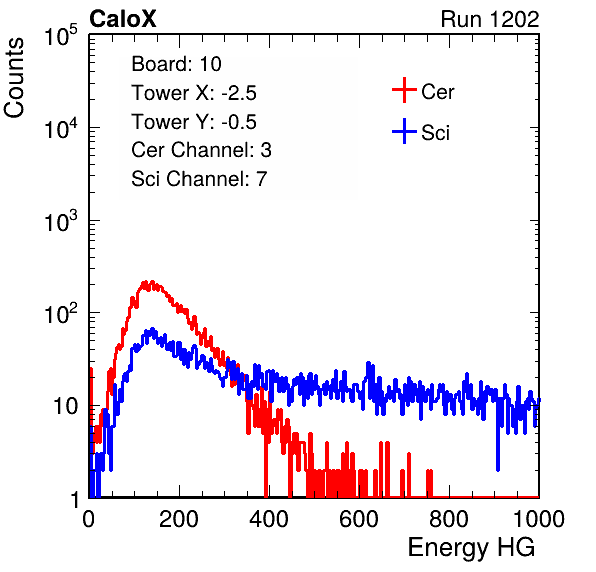 CaloX Run 1202
Counts
10^5
10^4
10^3
10^2
10
1
Board: 10
Tower X: -2.5
Tower Y: -0.5
Cer Channel: 3
Sci Channel: 7
Cer
Sci
0 200 400 600 800 1000
Energy HG